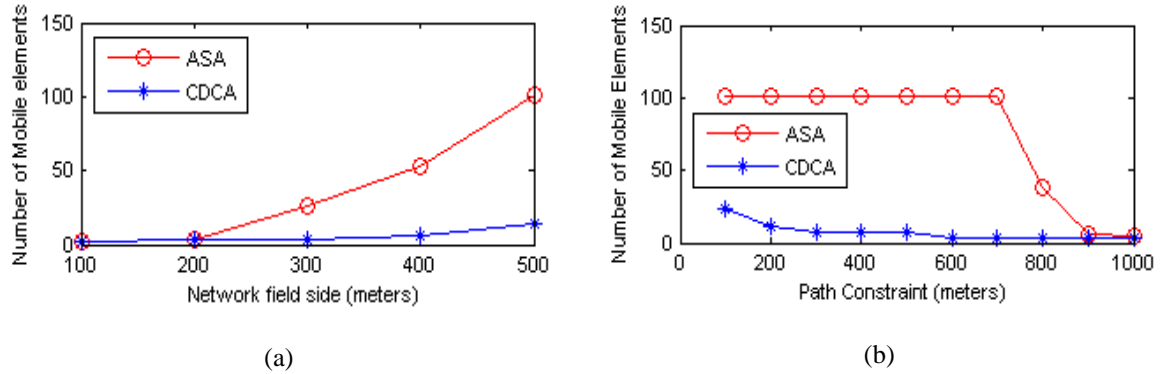 Number of Mobile elements
150
100
50
0
ASA
CDCA
100
200
300
400
500
Network field side (meters)
(a)
Number of Mobile Elements
150
100
50
0
ASA
CDCA
0
200
400
600
800
1000
Path Constraint (meters)
(b)